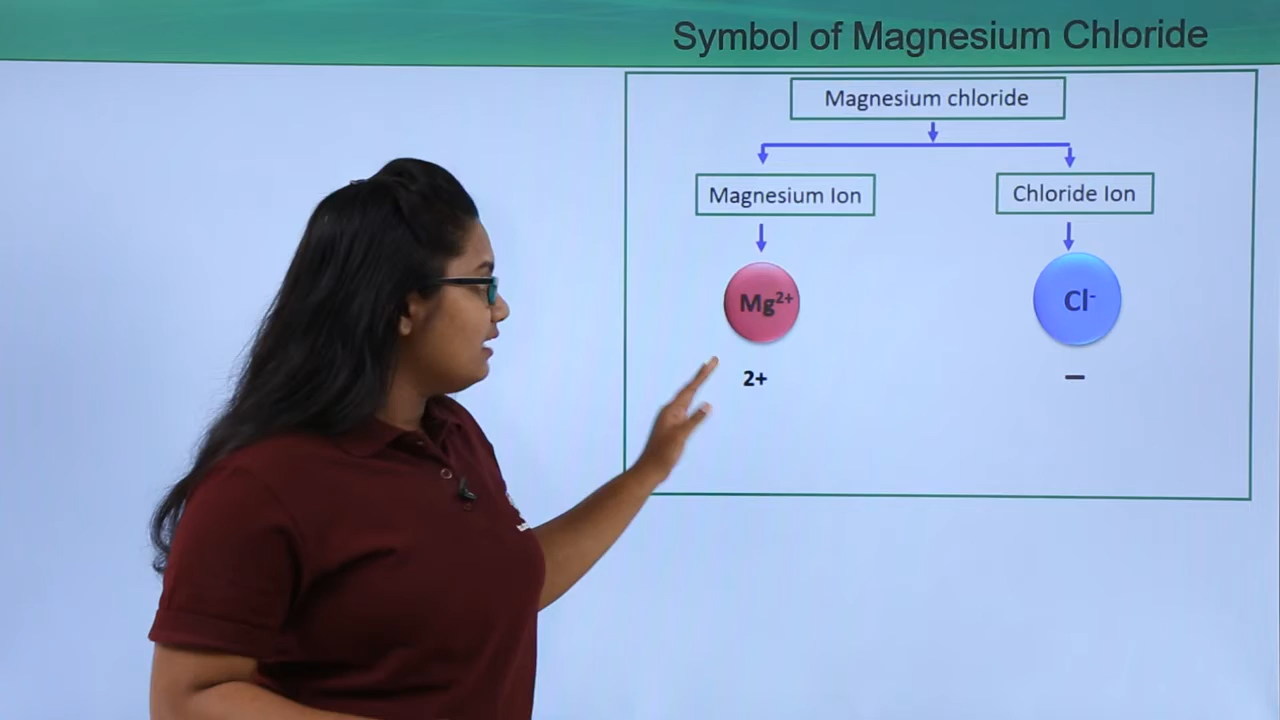 Symbol of Magnesium Chloride
Magnesium chloride
Magnesium Ion
Chloride Ion
Mg²⁺
Cl⁻
2+
−